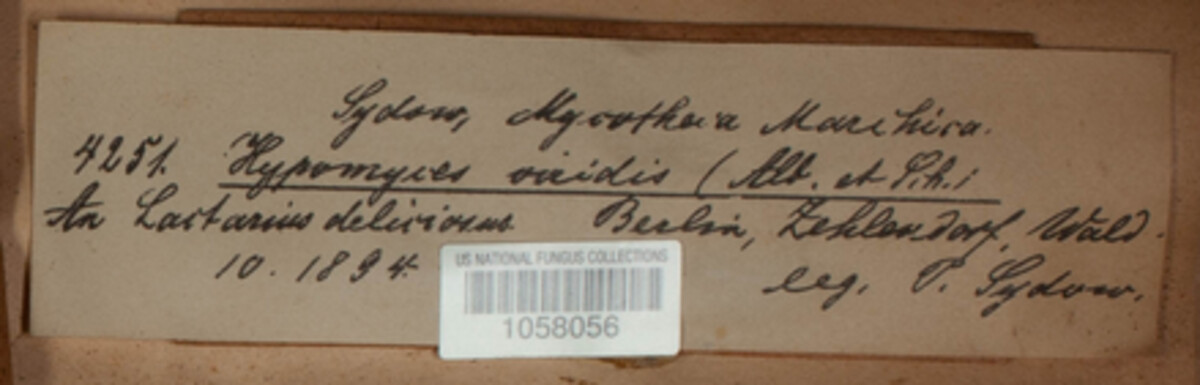 Sydow, Mycotheca Marchica.
4251. Hypomyces viridis (Alb. et Sch.)
An Lactarius deliciosus Berlin, Zehlendorf, Wald.
10. 1894. leg. P. Sydow.
US NATIONAL FUNGUS COLLECTIONS
1058056